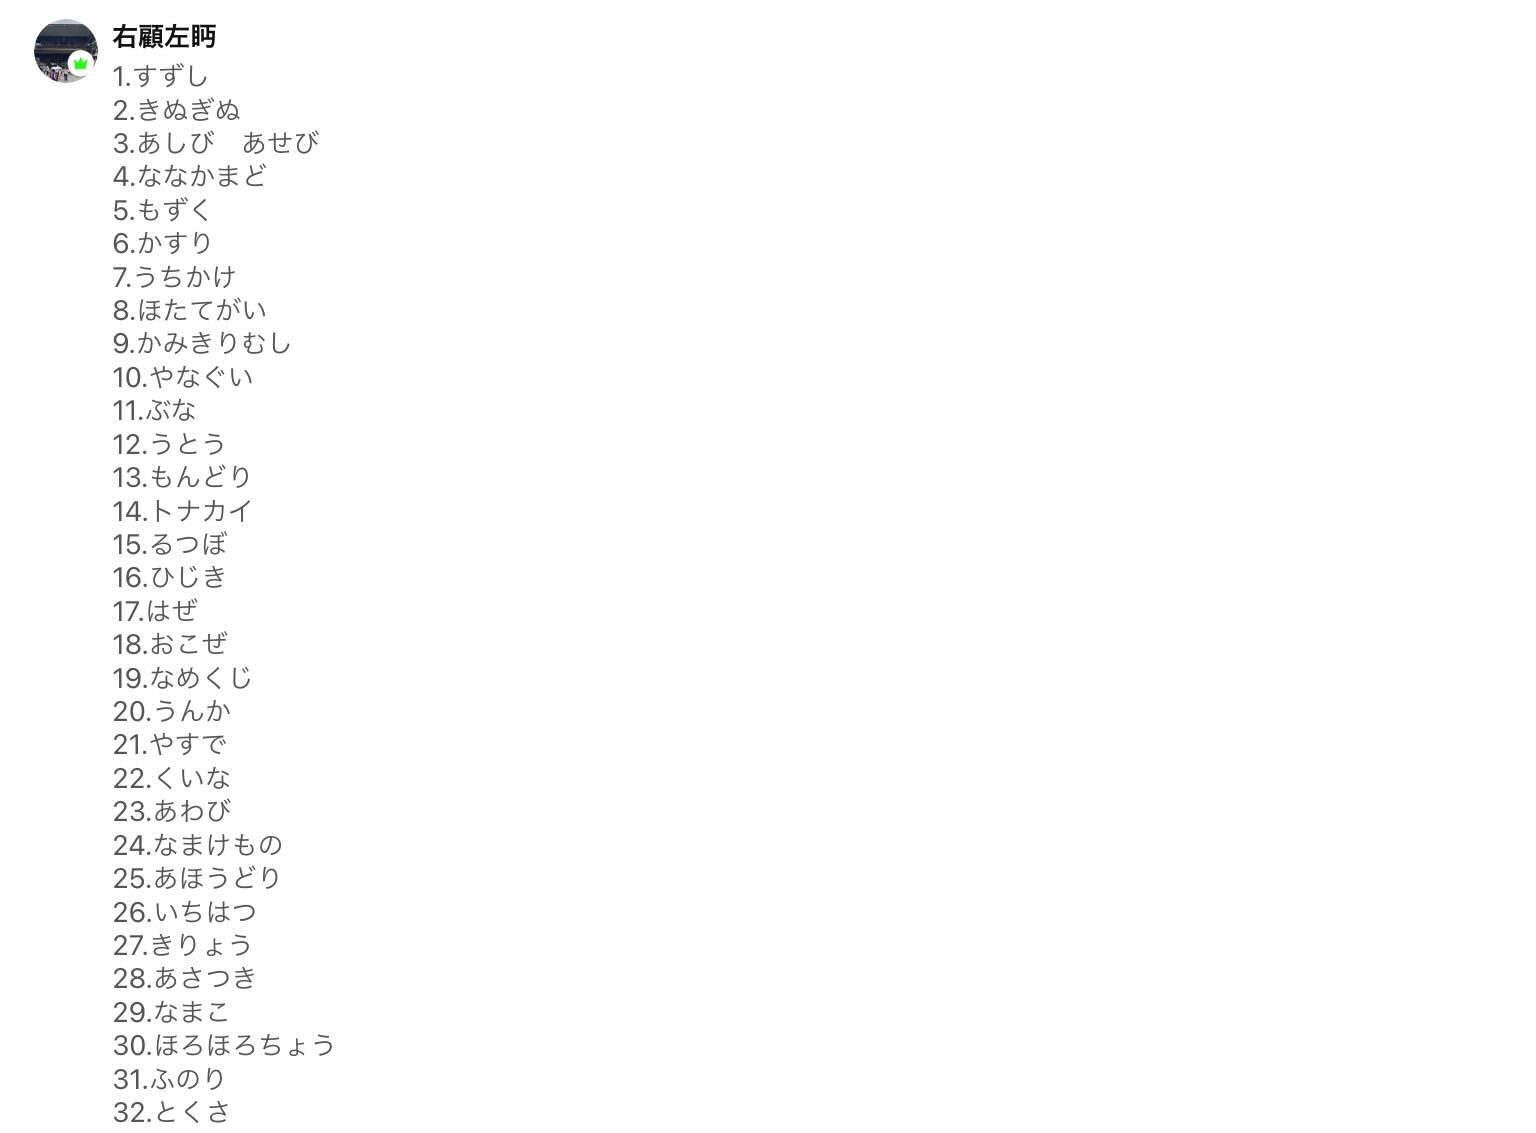 右顧左眄
1.すずし
2.きぬぎぬ
3.あしび　あせび
4.ななかまど
5.もずく
6.かすり
7.うちかけ
8.ほたてがい
9.かみきりむし
10.やなぐい
11.ぶな
12.うとう
13.もんどり
14.トナカイ
15.るつぼ
16.ひじき
17.はぜ
18.おこぜ
19.なめくじ
20.うんか
21.やすで
22.くいな
23.あわび
24.なまけもの
25.あほうどり
26.いちはつ
27.きりょう
28.あさつき
29.なまこ
30.ほろほろちょう
31.ふのり
32.とくさ